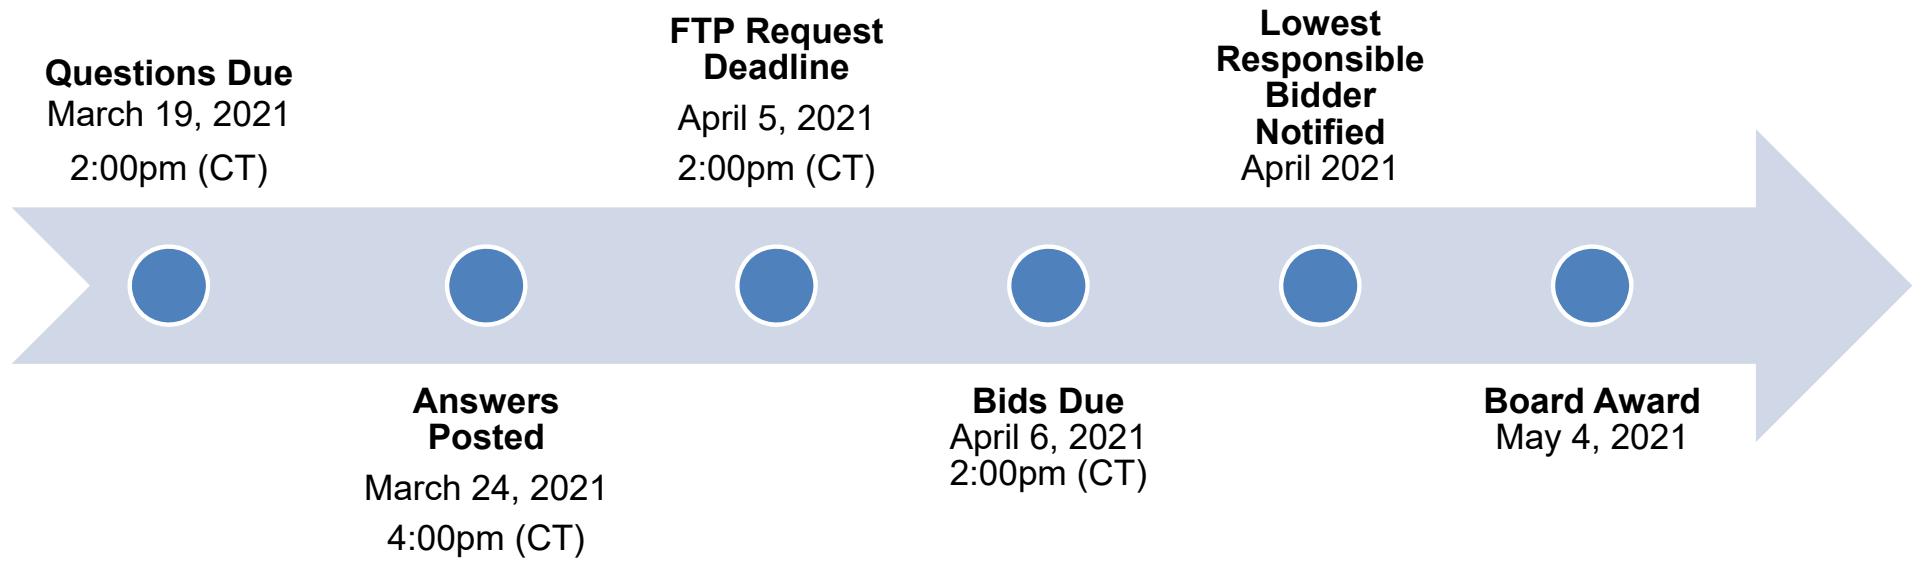 Questions Due
March 19, 2021
2:00pm (CT)
Answers
Posted
March 24, 2021
4:00pm (CT)
FTP Request
Deadline
April 5, 2021
2:00pm (CT)
Bids Due
April 6, 2021
2:00pm (CT)
Lowest
Responsible
Bidder
Notified
April 2021
Board Award
May 4, 2021